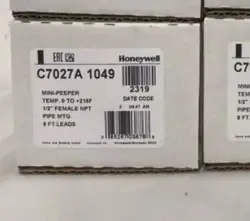 EAC
Honeywell
C7027A 1049
2319
MINI-PEEPER
DATE CODE
TEMP. 0 TO +215F
1/2" FEMALE NPT
PIPE MTG
8 FT.LEADS